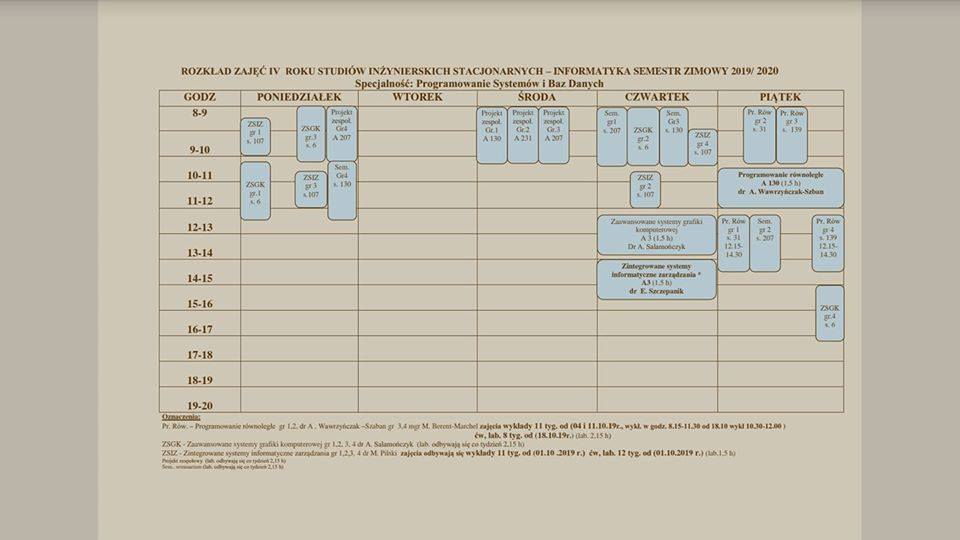 ROZKŁAD ZAJĘĆ IV ROKU STUDIÓW INŻYNIERSKICH STACJONARNYCH – INFORMATYKA SEMESTR ZIMOWY 2019/ 2020
Specjalność: Programowanie Systemów i Baz Danych
GODZ PONIEDZIAŁEK WTOREK ŚRODA CZWARTEK PIĄTEK
8-9
9-10
10-11
11-12
12-13
13-14
14-15
15-16
16-17
17-18
18-19
19-20
ZSIZ
gr 1
s. 107
ZSGK
gr.3
s. 6
Projekt
zespoł.
Gr4
A 207
ZSGK
gr.1
s. 6
ZSIZ
gr 3
s.107
Sem.
Gr4
s. 130
Projekt
zespoł.
Gr.1
A 130
Projekt
zespoł.
Gr.2
A 231
Projekt
zespoł.
Gr.3
A 207
Sem.
gr1
s. 207
ZSGK
gr.2
s. 6
Sem.
Gr3
s. 130
ZSIZ
gr 4
s. 107
ZSIZ
gr 2
s.107
Zaawansowane systemy grafiki
komputerowej
A 3 (1,5 h)
Dr A. Salamończyk
Zintegrowane systemy
informatyczne zarządzania *
A3 (1,5 h)
dr E. Szczepanik
Pr. Rów
gr 2
s. 31
Pr. Rów
gr 3
s. 139
Programowanie równoległe
A 130 (1,5 h)
dr A. Wawrzyńczak-Szban
Pr. Rów
gr 1
s. 31
12.15-
14.30
Sem.
gr 2
s. 207
Pr. Rów
gr 4
s. 139
12.15-
14.30
ZSGK
gr.4
s. 6
Oznaczenia:
Pr. Rów. – Programowanie równoległe gr 1,2, dr A . Wawrzyńczak –Szaban gr 3,4 mgr M. Berent-Marchel zajęcia wykłady 11 tyg. od (04 i 11.10.19r., wykł. w godz. 8.15-11.30 od 18.10 wykł 10.30-12.00 )
ćw, lab. 8 tyg. od (18.10.19r.) (lab. 2,15 h)
ZSGK - Zaawansowane systemy grafiki komputerowej gr 1,2, 3, 4 dr A. Salamończyk (lab. odbywają się co tydzień 2,15 h)
ZSIZ - Zintegrowane systemy informatyczne zarządzania gr 1,2,3, 4 dr M. Pilski zajęcia odbywają się wykłady 11 tyg. od (01.10 .2019 r.) ćw, lab. 12 tyg. od (01.10.2019 r.) (lab.1,5 h)
Projekt zespołowy (lab. odbywają się co tydzień 2,15 h)
Sem. seminarium (lab. odbywają się co tydzień 2,15 h)